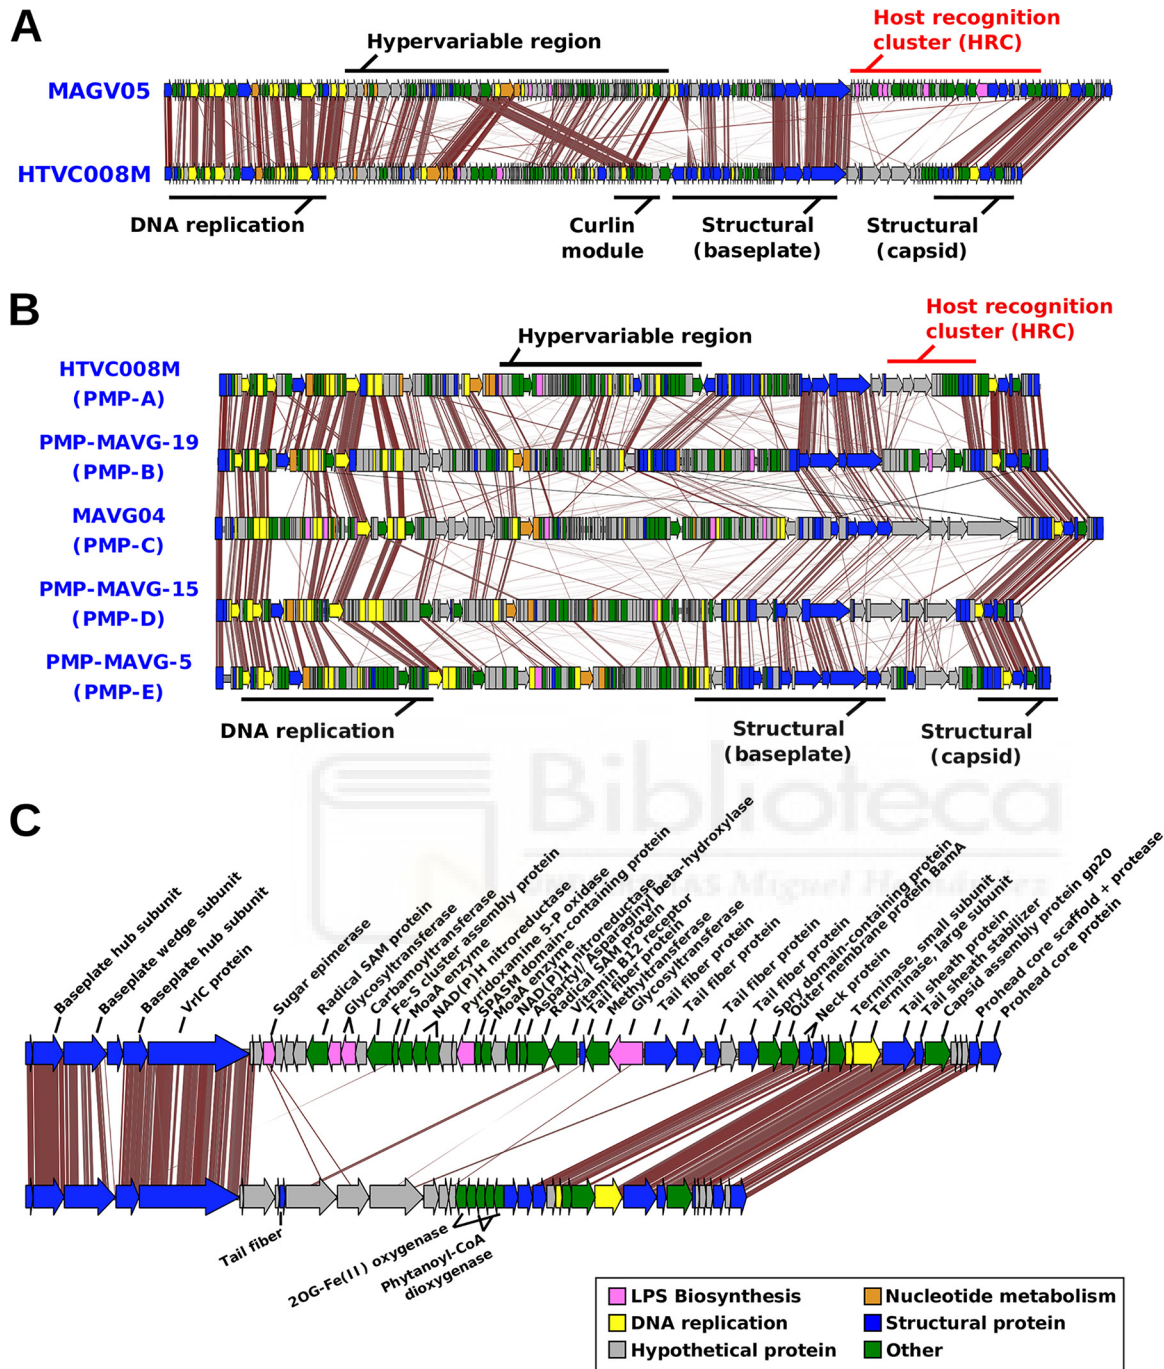 A
Hypervariable region
Host recognition
cluster (HRC)
MAGV05
HTVC008M
DNA replication
Curlin
module
Structural
(baseplate)
Structural
(capsid)
B
Hypervariable region
Host recognition
cluster (HRC)
HTVC008M
(PMP-A)
PMP-MAVG-19
(PMP-B)
MAVG04
(PMP-C)
PMP-MAVG-15
(PMP-D)
PMP-MAVG-5
(PMP-E)
DNA replication
Structural
(baseplate)
Structural
(capsid)
Biblioteca
Miguel Hernández
C
Baseplate hub subunit
Baseplate wedge subunit
Baseplate hub subunit
VrlC protein
Sugar epimerase
Radical SAM protein
Glycosyltransferase
Carbamoyltransferase
Fe-S cluster assembly protein
MoaA enzyme
NAD(P)H nitroreductase
Pyridoxamine 5-P oxidase
SPASM domain-containing protein
MoaA enzyme
NAD(P)H nitroreductase
Aspartyl/ Asparaginyl beta-hydroxylase
Radical SAM protein
Vitamin B12 receptor
Tail fiber protein
Methyltransferase
Glycosyltransferase
Tail fiber protein
Tail fiber protein
Tail fiber protein
Tail fiber protein
Spry domain-containing protein
Outer membrane protein BamA
Neck protein
Terminase, small subunit
Terminase, large subunit
Tail sheath protein
Tail sheath stabilizer
Capsid assembly protein gp20
Prohead core scaffold + protease
Prohead core protein
Tail fiber
2OG-Fe(II) oxygenase
Phytanoyl-CoA
dioxygenase
LPS Biosynthesis
DNA replication
Hypothetical protein
Nucleotide metabolism
Structural protein
Other